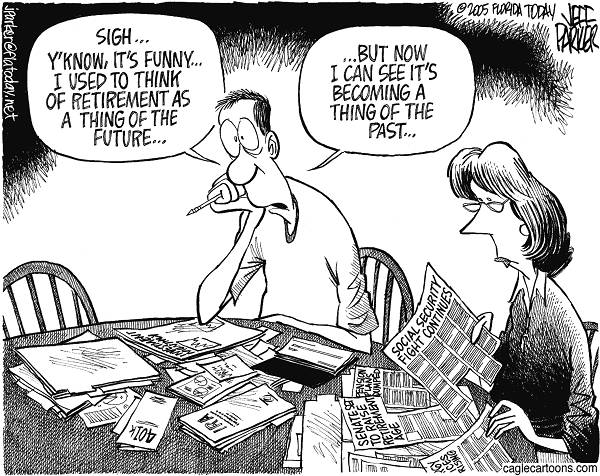 jparker@flatoday.net
©2005 FLORIDA TODAY
JEFF
PARKER
SIGH...
Y'KNOW, IT'S FUNNY...
I USED TO THINK
OF RETIREMENT AS
A THING OF THE
FUTURE...
...BUT NOW
I CAN SEE IT'S
BECOMING A
THING OF THE
PAST...
SOCIAL SECURITY
FIGHT CONTINUES
SENATE SET
TO RAISE
RETIREMENT
AGE
PENSION
PLANS
401K
caglecartoons.com